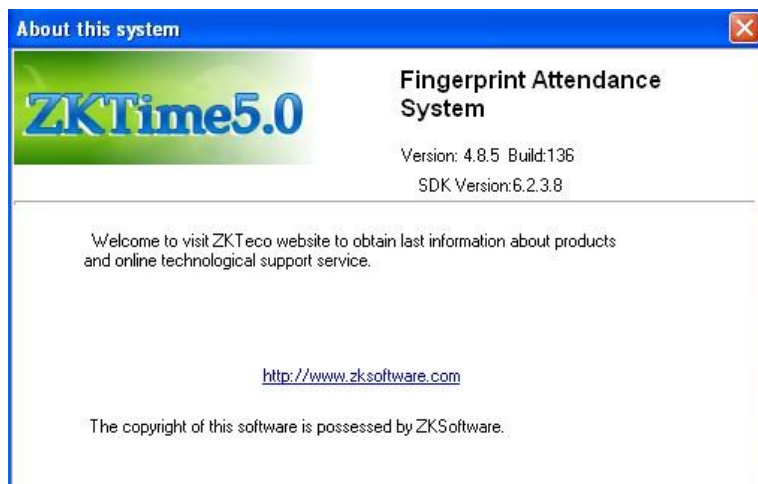 About this system
ZKTime5.0
Fingerprint Attendance
System
Version: 4.8.5 Build:136
SDK Version:6.2.3.8
Welcome to visit ZKTeco website to obtain last information about products
and online technological support service.
http://www.zksoftware.com
The copyright of this software is possessed by ZKSoftware.